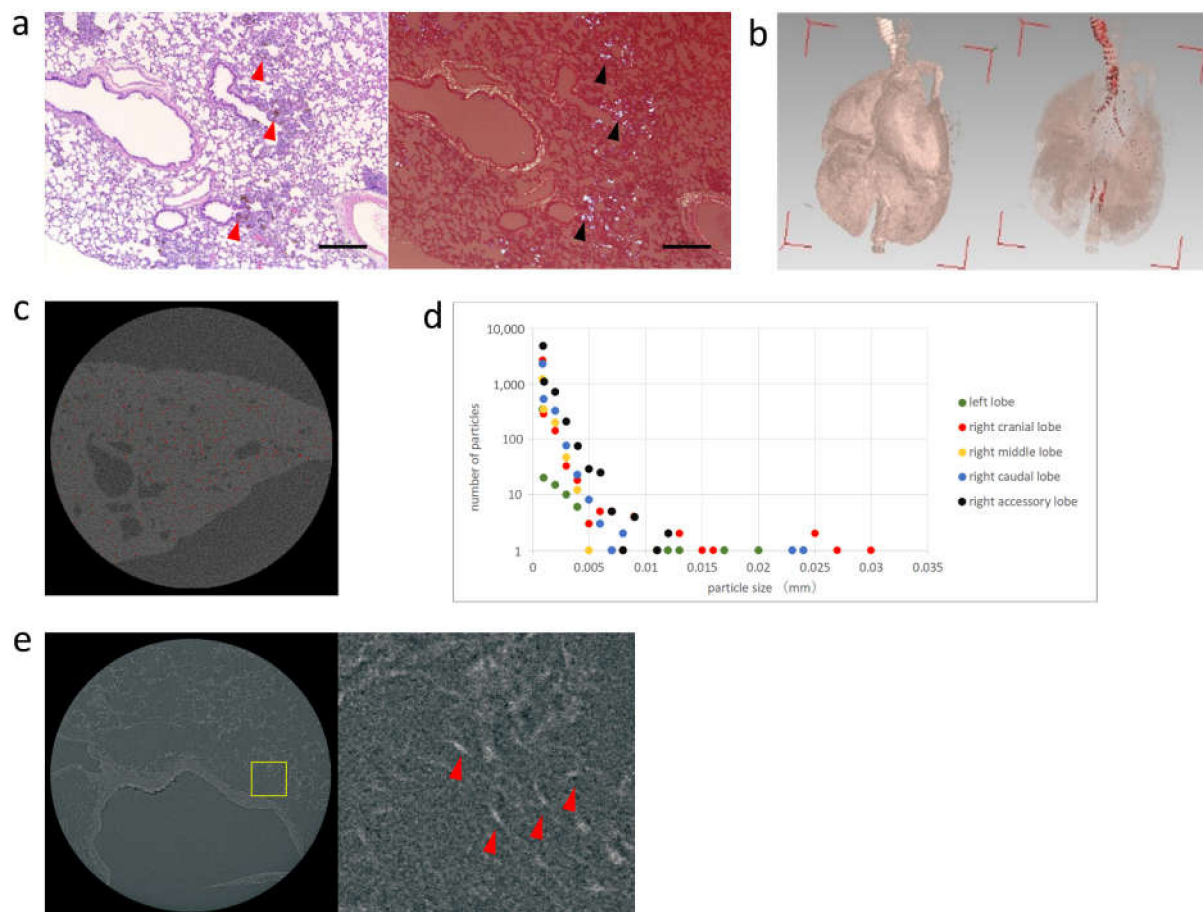 a
b
c
d
10,000
1,000
100
10
1
number of particles
0
0.005
0.01
0.015
0.02
0.025
0.03
0.035
particle size （mm）
left lobe
right cranial lobe
right middle lobe
right caudal lobe
right accessory lobe
e